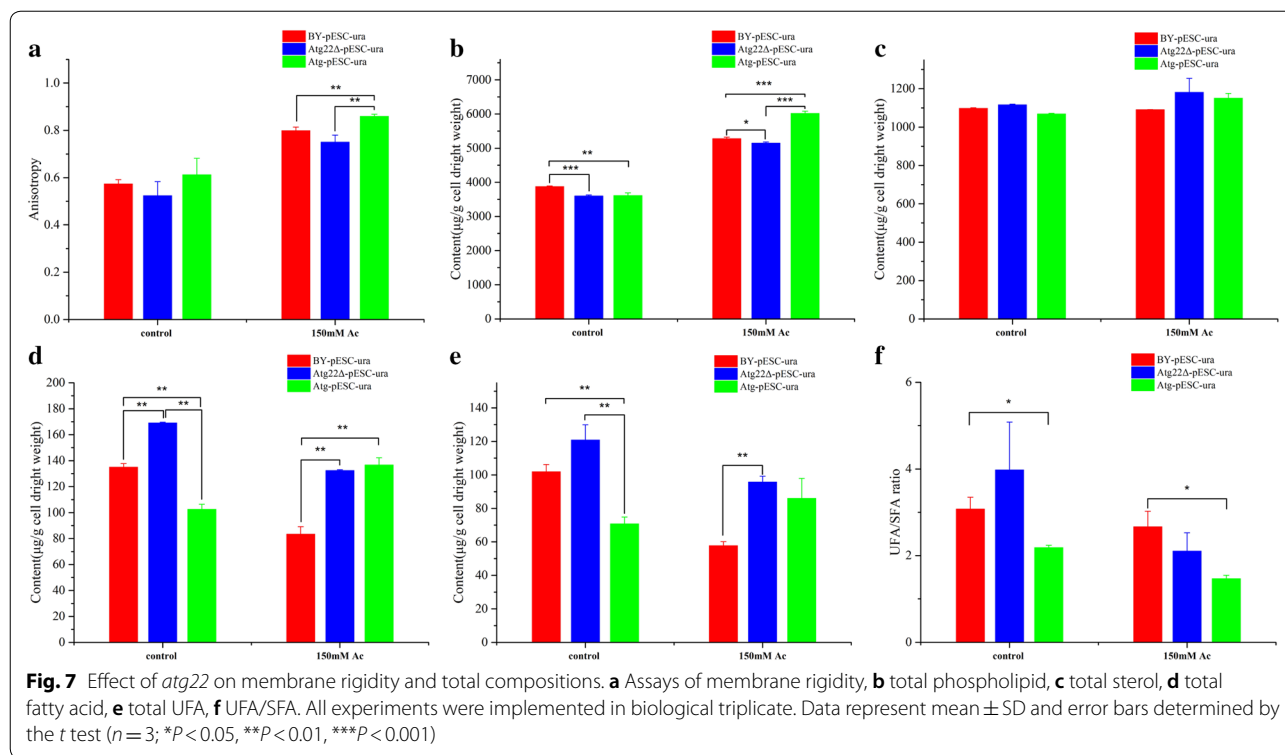 a
BY-pESC-ura
Atg22Δ-pESC-ura
Atg-pESC-ura
1.0
0.8
0.6
0.4
0.2
0.0
Anisotropy
**
**
control
150mM Ac
b
BY-pESC-ura
Atg22Δ-pESC-ura
Atg-pESC-ura
6000
5000
4000
3000
2000
1000
0
Content(µg/g cell dright weight)
**
***
***
***
*
control
150mM Ac
c
BY-pESC-ura
Atg22Δ-pESC-ura
Atg-pESC-ura
1200
1000
800
600
400
200
0
Content(µg/g cell dright weight)
control
150mM Ac
d
BY-pESC-ura
Atg22Δ-pESC-ura
Atg-pESC-ura
200
180
160
140
120
100
80
60
40
20
0
Content(µg/g cell dright weight)
**
**
**
**
**
control
150mM Ac
e
BY-pESC-ura
Atg22Δ-pESC-ura
Atg-pESC-ura
140
120
100
80
60
40
20
0
Content(µg/g cell dright weight)
**
**
**
control
150mM Ac
f
BY-pESC-ura
Atg22Δ-pESC-ura
Atg-pESC-ura
6
4
2
0
UFA/SFA ratio
*
*
control
150mM Ac
Fig. 7 Effect of atg22 on membrane rigidity and total compositions. a Assays of membrane rigidity, b total phospholipid, c total sterol, d total
fatty acid, e total UFA, f UFA/SFA. All experiments were implemented in biological triplicate. Data represent mean ± SD and error bars determined by
the t test (n = 3; *P < 0.05, **P < 0.01, ***P < 0.001)